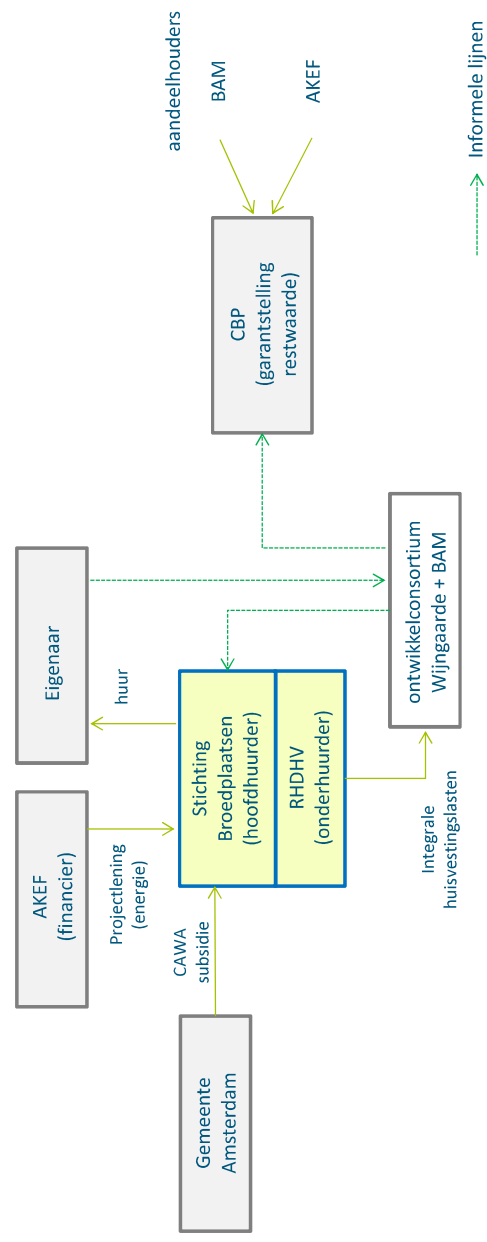 AKEF
(financier)
Eigenaar
aandeelhouders
Projectlening
(energie)
huur
BAM
CAWA
subsidie
Gemeente
Amsterdam
Stichting
Broedplaatsen
(hoofdhuurder)
CBP
(garantstelling
restwaarde)
RHDHV
(onderhuurder)
AKEF
Integrale
huisvestingslasten
ontwikkelconsortium
Wijngaarde + BAM
Informele lijnen